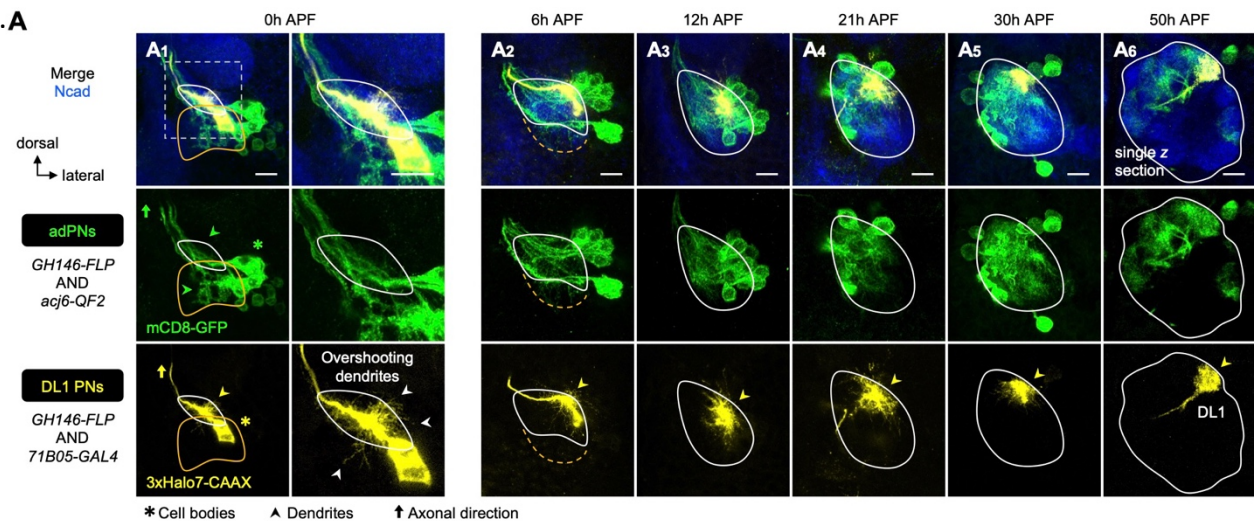 A
0h APF
6h APF
12h APF
21h APF
30h APF
50h APF
A1
A2
A3
A4
A5
A6
Merge
Ncad
dorsal
lateral
single z
section
adPNs
GH146-FLP
AND
acj6-QF2
mCD8-GFP
DL1 PNs
GH146-FLP
AND
71B05-GAL4
Overshooting
dendrites
3xHalo7-CAAX
DL1
* Cell bodies
Dendrites
Axonal direction